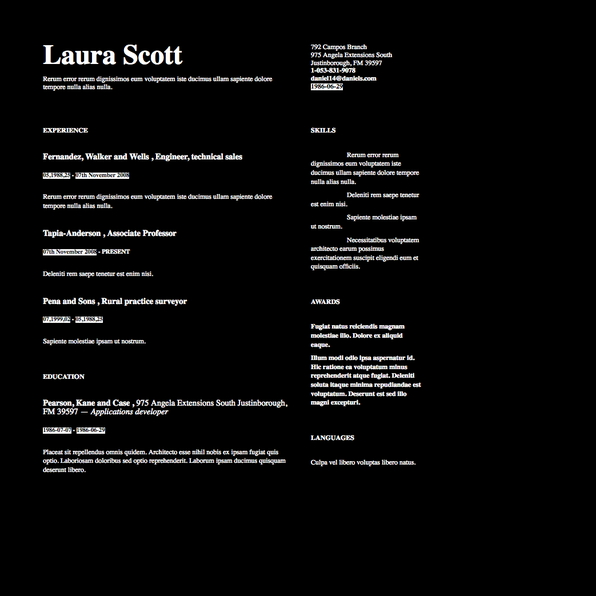 Laura Scott
Rerum error rerum dignissimos eum voluptatem iste ducimus ullam sapiente dolore
tempore nulla alias nulla.
792 Campos Branch
975 Angela Extensions South
Justinborough, FM 39597
1-053-831-9078
daniel14@daniels.com
1986-06-29
EXPERIENCE
Fernandez, Walker and Wells , Engineer, technical sales
05,1988,25 - 07th November 2008
Rerum error rerum dignissimos eum voluptatem iste ducimus ullam sapiente dolore
tempore nulla alias nulla.
Tapia-Anderson , Associate Professor
07th November 2008 - PRESENT
Deleniti rem saepe tenetur est enim nisi.
Pena and Sons , Rural practice surveyor
07,1999,02 - 05,1988,25
Sapiente molestiae ipsam ut nostrum.
EDUCATION
Pearson, Kane and Case , 975 Angela Extensions South Justinborough,
FM 39597 — Applications developer
1986-07-07 - 1986-06-29
Placeat sit repellendus omnis quidem. Architecto esse nihil nobis ex ipsam fugiat quis
optio. Laboriosam doloribus sed optio reprehenderit. Laborum ipsam ducimus quisquam
deserunt libero.
SKILLS
Rerum error rerum
dignissimos eum voluptatem iste
ducimus ullam sapiente dolore tempore
nulla alias nulla.
Deleniti rem saepe tenetur
est enim nisi.
Sapiente molestiae ipsam
ut nostrum.
Necessitatibus voluptatem
architecto earum possimus
exercitationem suscipit eligendi eum et
quisquam officiis.
AWARDS
Fugiat natus reiciendis magnam
molestiae illo. Dolore ex aliquid
eaque.
Illum modi odio ipsa aspernatur id.
Hic ratione ea voluptatum minus
reprehenderit atque fugiat. Deleniti
soluta itaque minima repudiandae est
voluptatum. Deserunt est sed illo
magni excepturi.
LANGUAGES
Culpa vel libero voluptas libero natus.